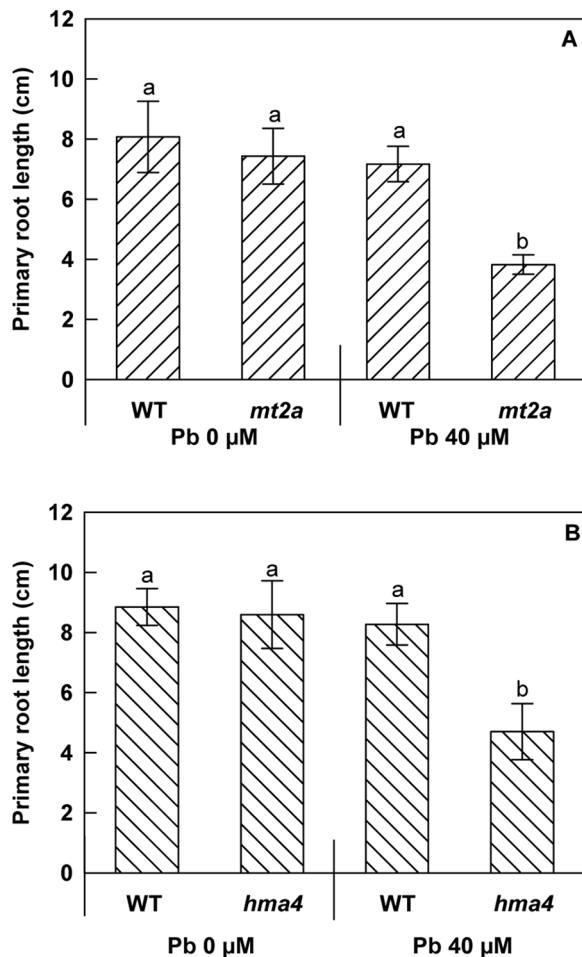 12
A
10
8
6
4
2
0
Primary root length (cm)
a
a
a
b
WT
mt2a
WT
mt2a
Pb 0 µM
Pb 40 µM
12
B
10
8
6
4
2
0
Primary root length (cm)
a
a
a
b
WT
hma4
WT
hma4
Pb 0 µM
Pb 40 µM